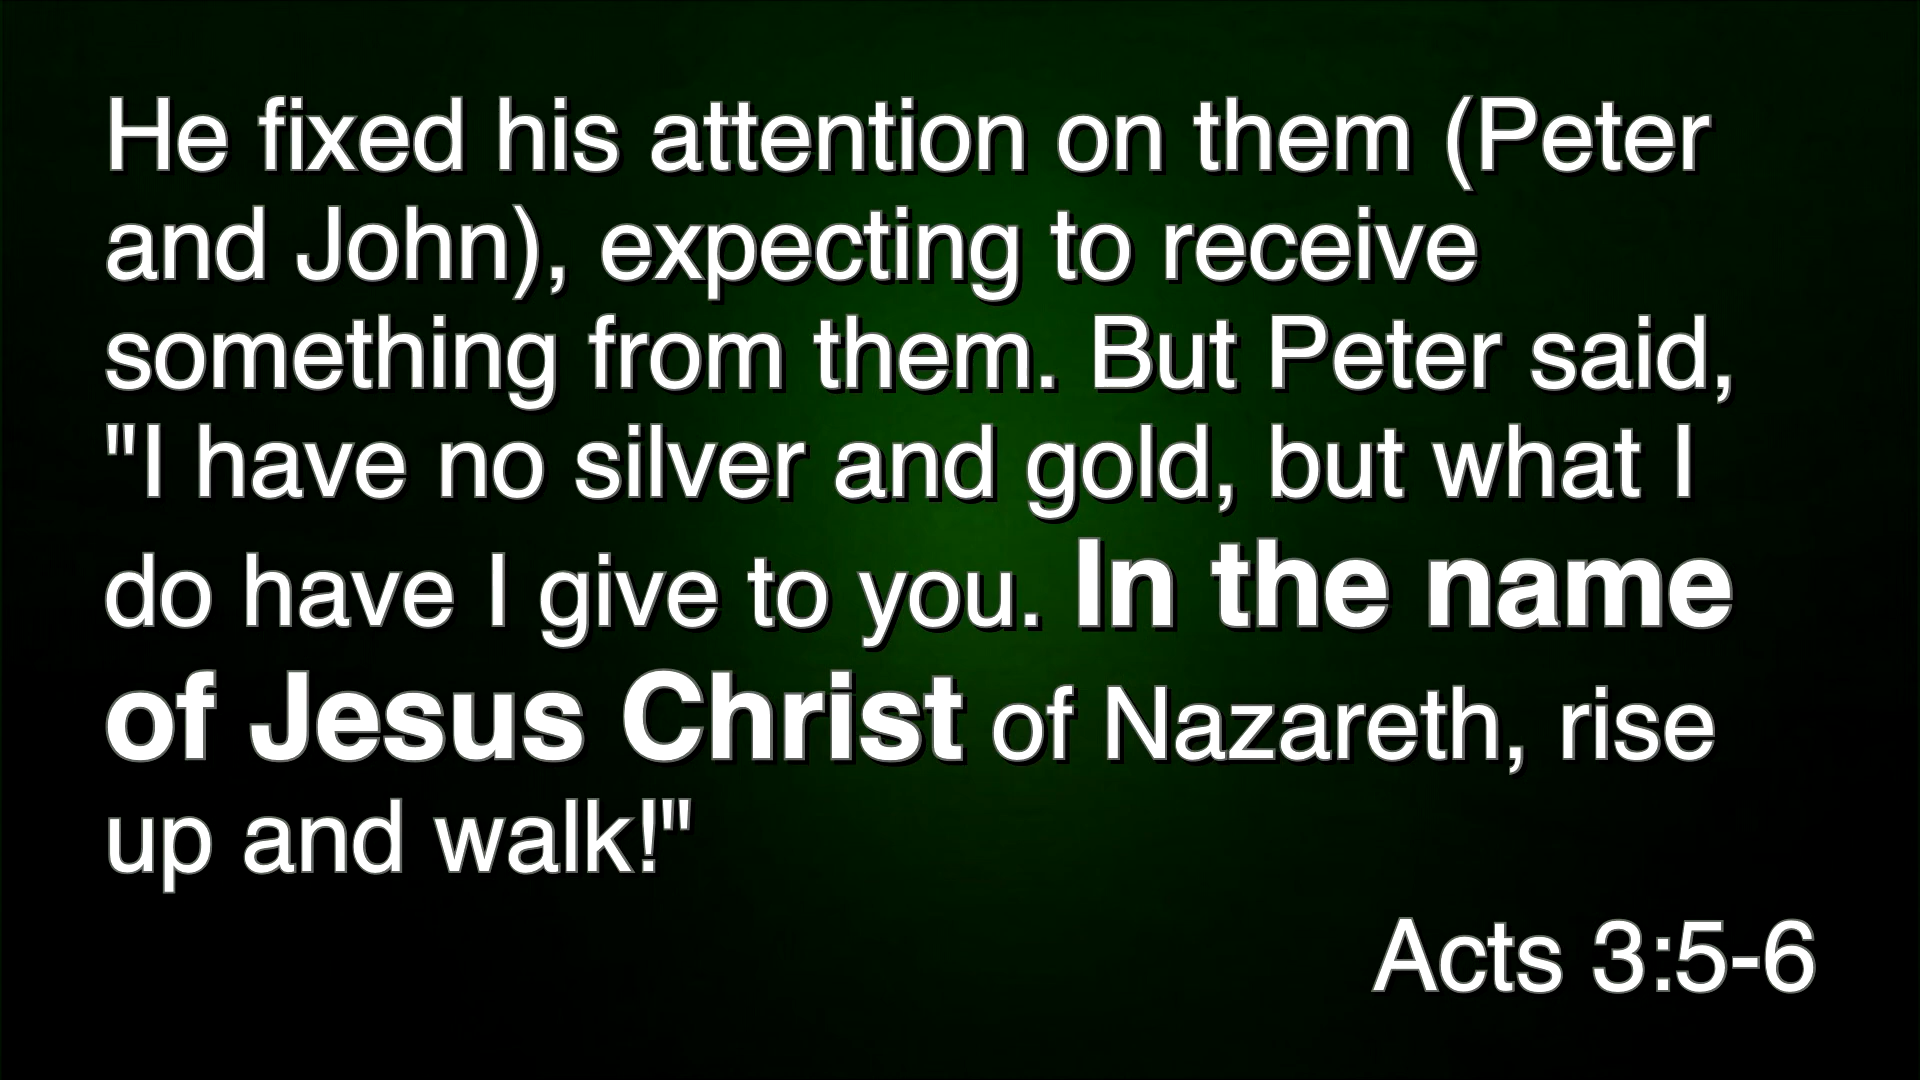 He fixed his attention on them (Peter
and John), expecting to receive
something from them. But Peter said,
"I have no silver and gold, but what I
do have I give to you. In the name
of Jesus Christ of Nazareth, rise
up and walk!"
Acts 3:5-6